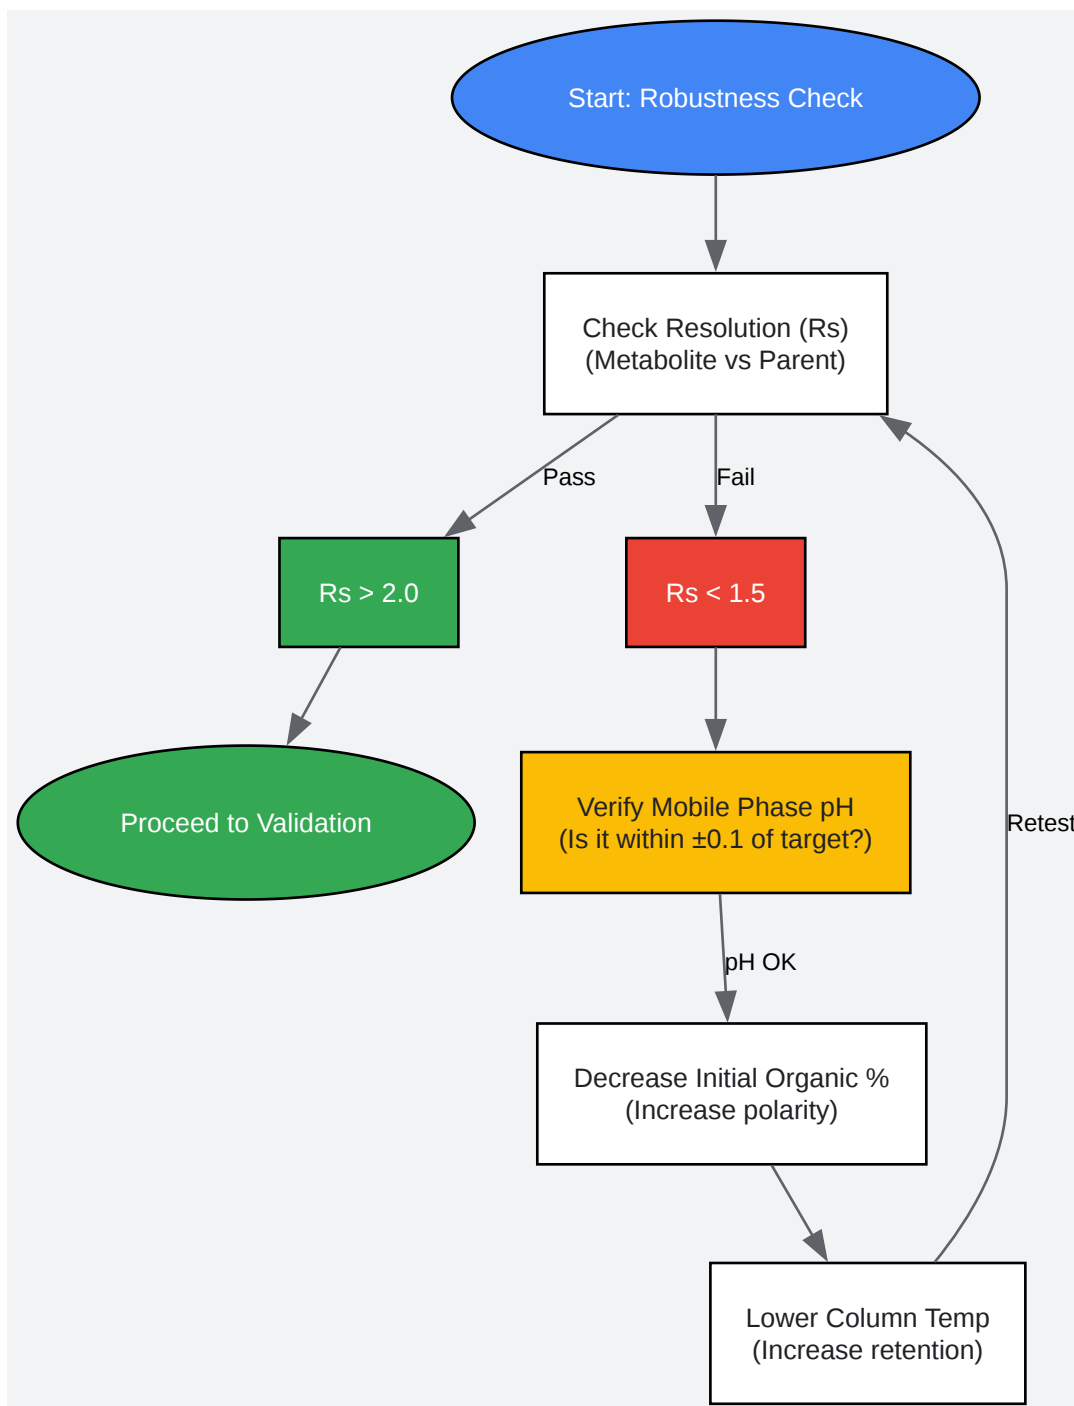 Start: Robustness Check
Check Resolution (Rs)
(Metabolite vs Parent)
Pass
Fail
Rs > 2.0
Rs < 1.5
Verify Mobile Phase pH
(Is it within ±0.1 of target?)
Proceed to Validation
Retest
pH OK
Decrease Initial Organic %
(Increase polarity)
Lower Column Temp
(Increase retention)